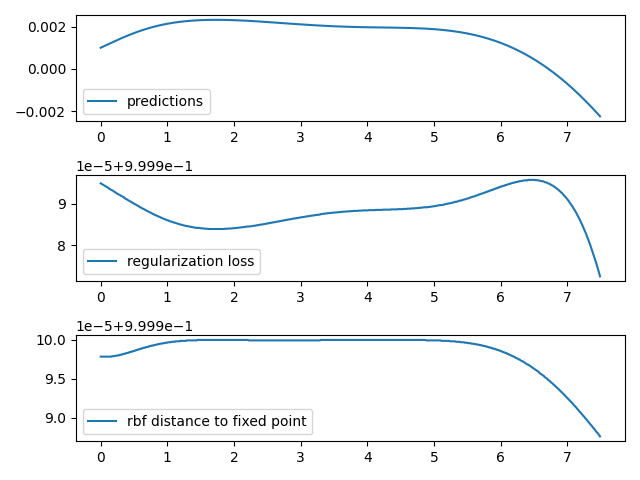 0.002
0.000
−0.002
predictions
0 1 2 3 4 5 6 7
1e−5+9.999e−1
9
8
regularization loss
0 1 2 3 4 5 6 7
1e−5+9.999e−1
10.0
9.5
9.0
rbf distance to fixed point
0 1 2 3 4 5 6 7